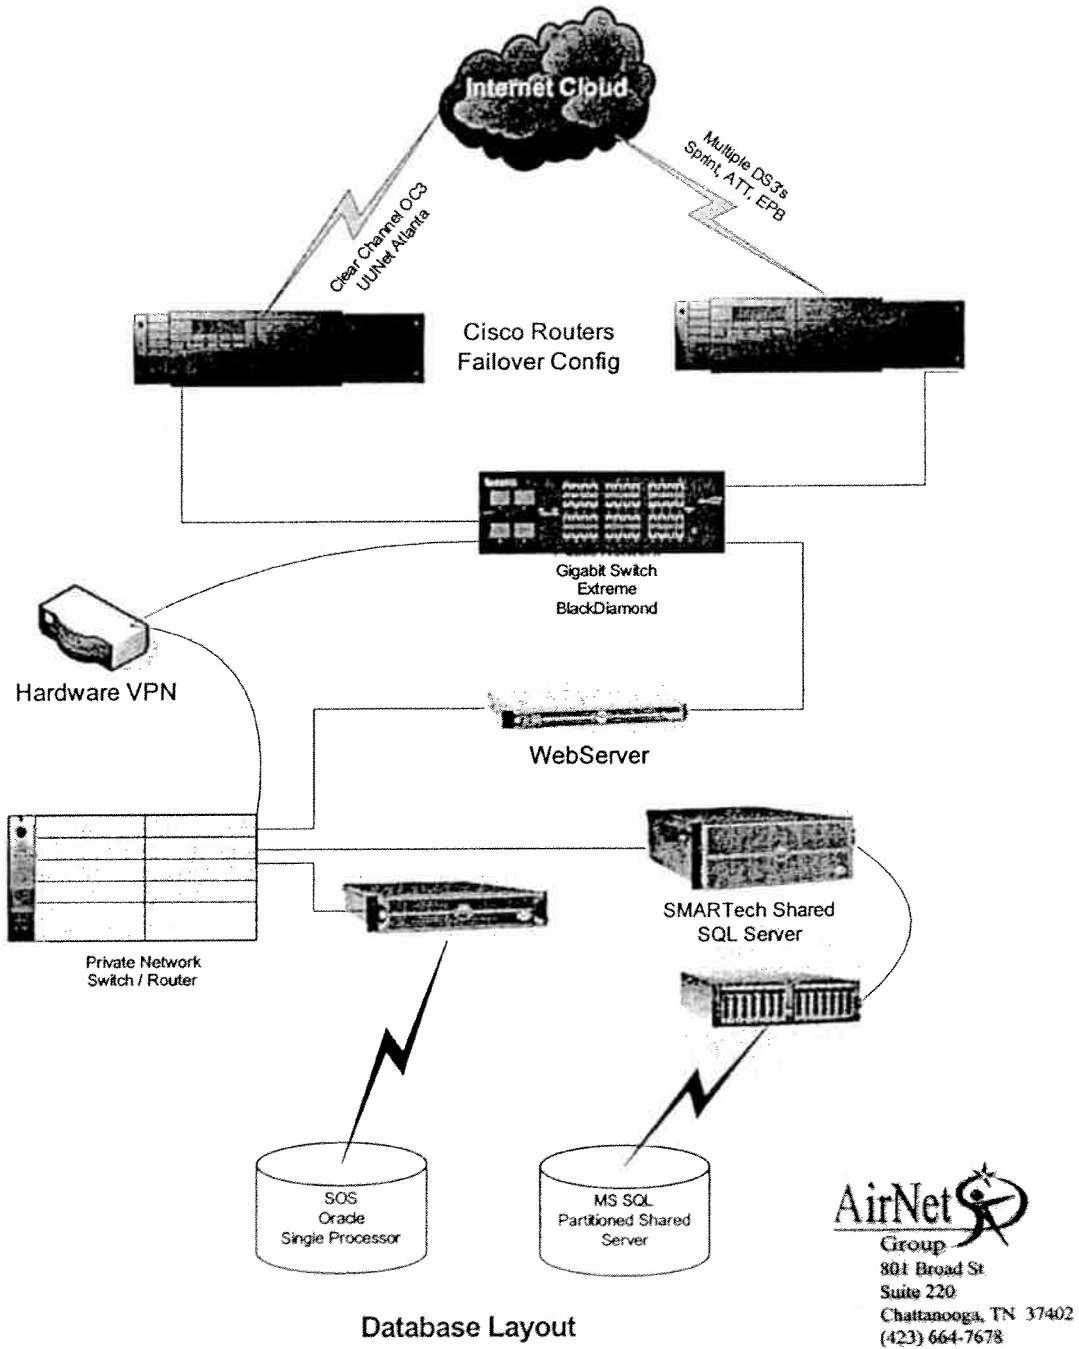 Internet Cloud
Multiple DS3's
Sprint, ATT, EPB
Clear Channel OC3
UUNet Atlanta
Cisco Routers
Failover Config
Gigabit Switch
Extreme
BlackDiamond
Hardware VPN
WebServer
SMARTech Shared
SQL Server
Private Network
Switch / Router
SOS
Oracle
Single Processor
MS SQL
Partitioned Shared
Server
AirNet
Group
801 Broad St
Suite 220
Chattanooga, TN 37402
(423) 664-7678
Database Layout